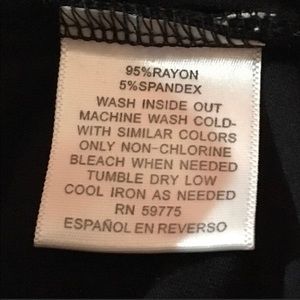 95%RAYON
5%SPANDEX
WASH INSIDE OUT
MACHINE WASH COLD-
WITH SIMILAR COLORS
ONLY NON-CHLORINE
BLEACH WHEN NEEDED
TUMBLE DRY LOW
COOL IRON AS NEEDED
RN 59775
ESPAÑOL EN REVERSO